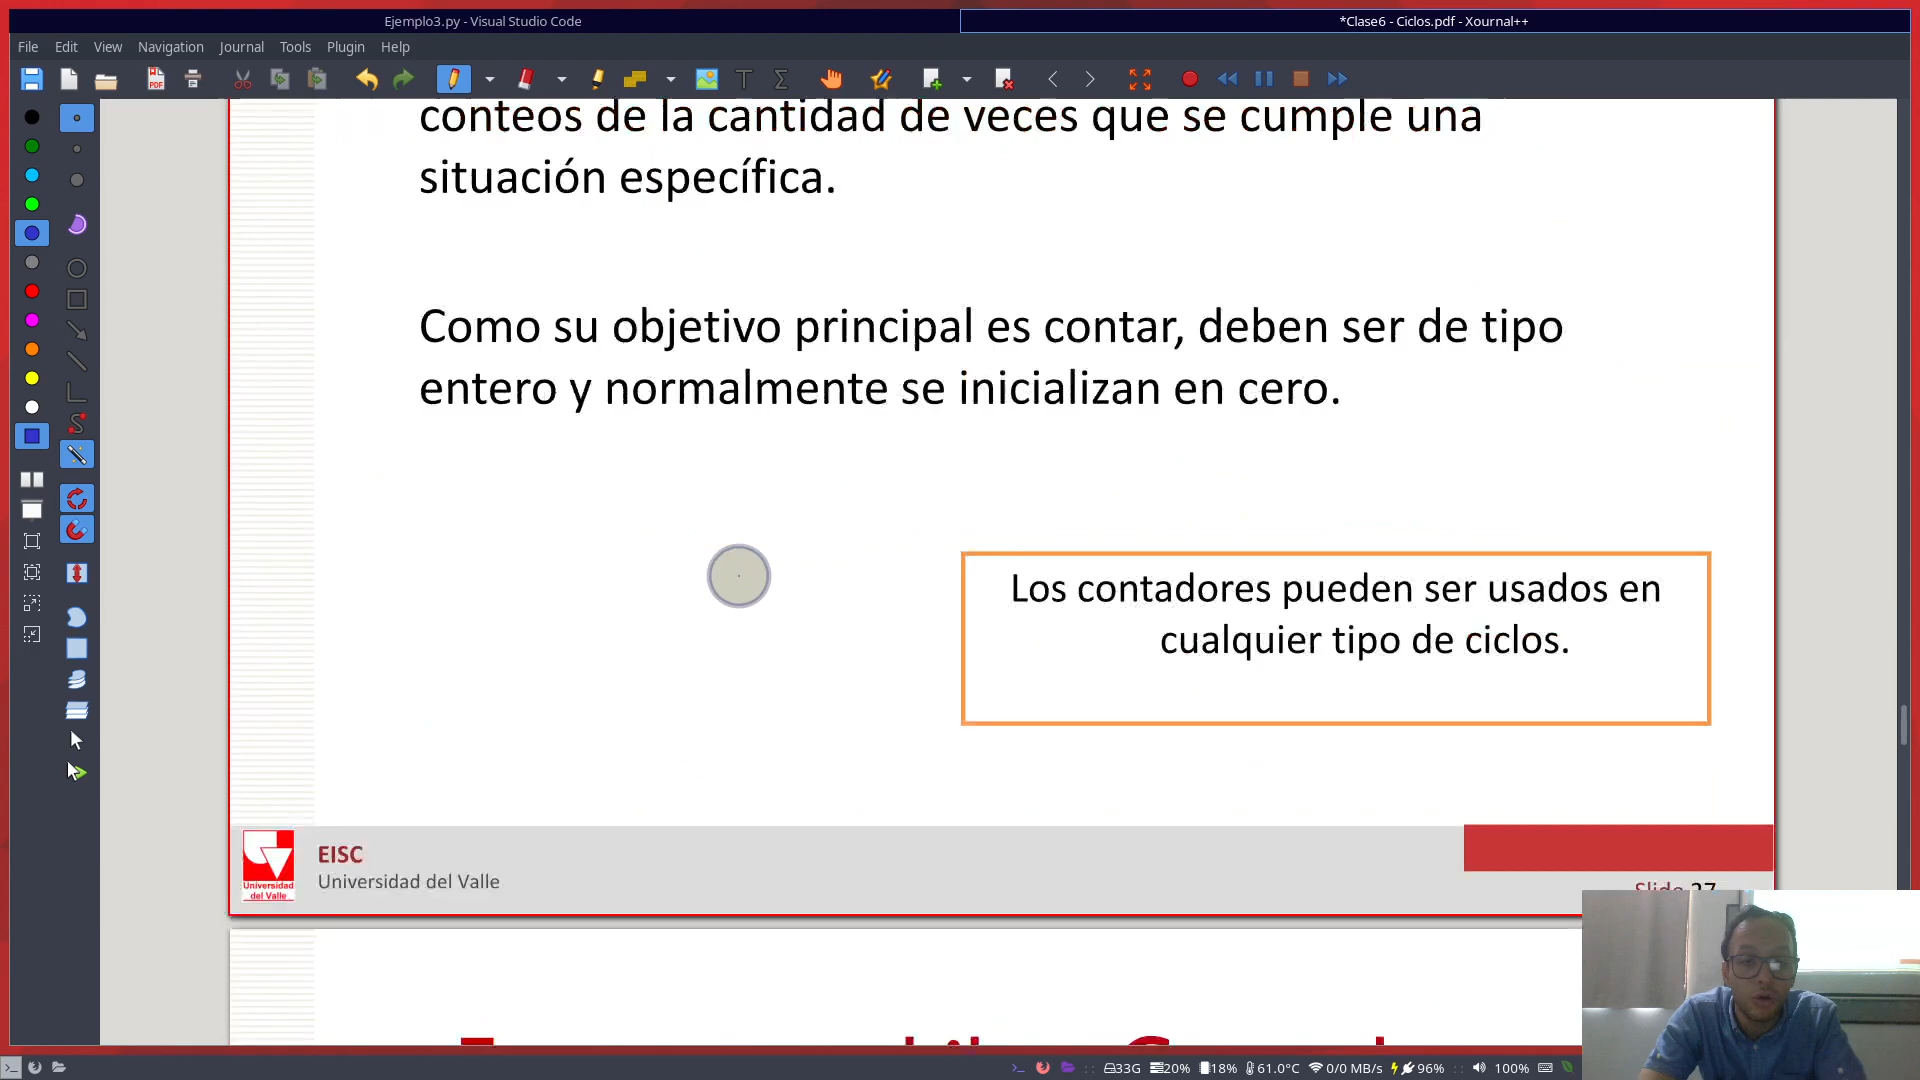 Ejemplo3.py - Visual Studio Code
*Clase6 - Ciclos.pdf - Xournal++
File Edit View Navigation Journal Tools Plugin Help
conteos de la cantidad de veces que se cumple una
situación específica.
Como su objetivo principal es contar, deben ser de tipo
entero y normalmente se inicializan en cero.
Los contadores pueden ser usados en
cualquier tipo de ciclos.
Universidad
del Valle
EISC
Universidad del Valle
Slide 27
33G 20% 18% 61.0°C 0/0 MB/s 96% 100%